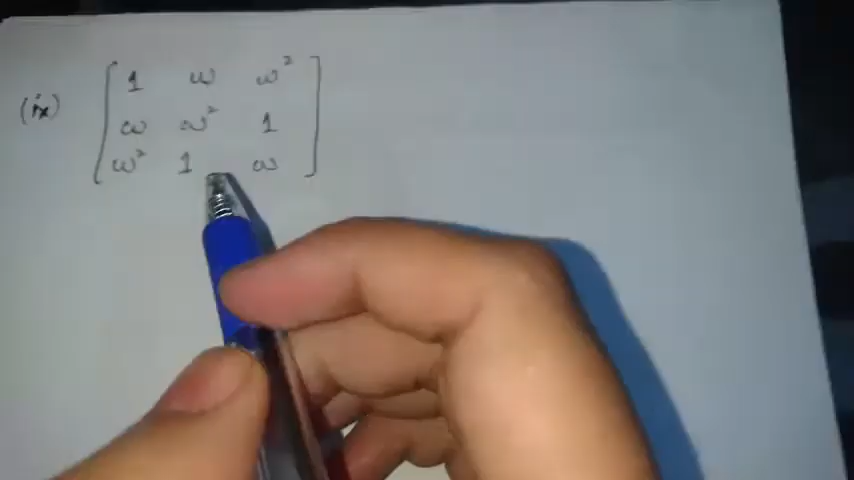 (ix) [ 1 ω ω² ]
[ ω ω² 1 ]
[ ω² 1 ω ]